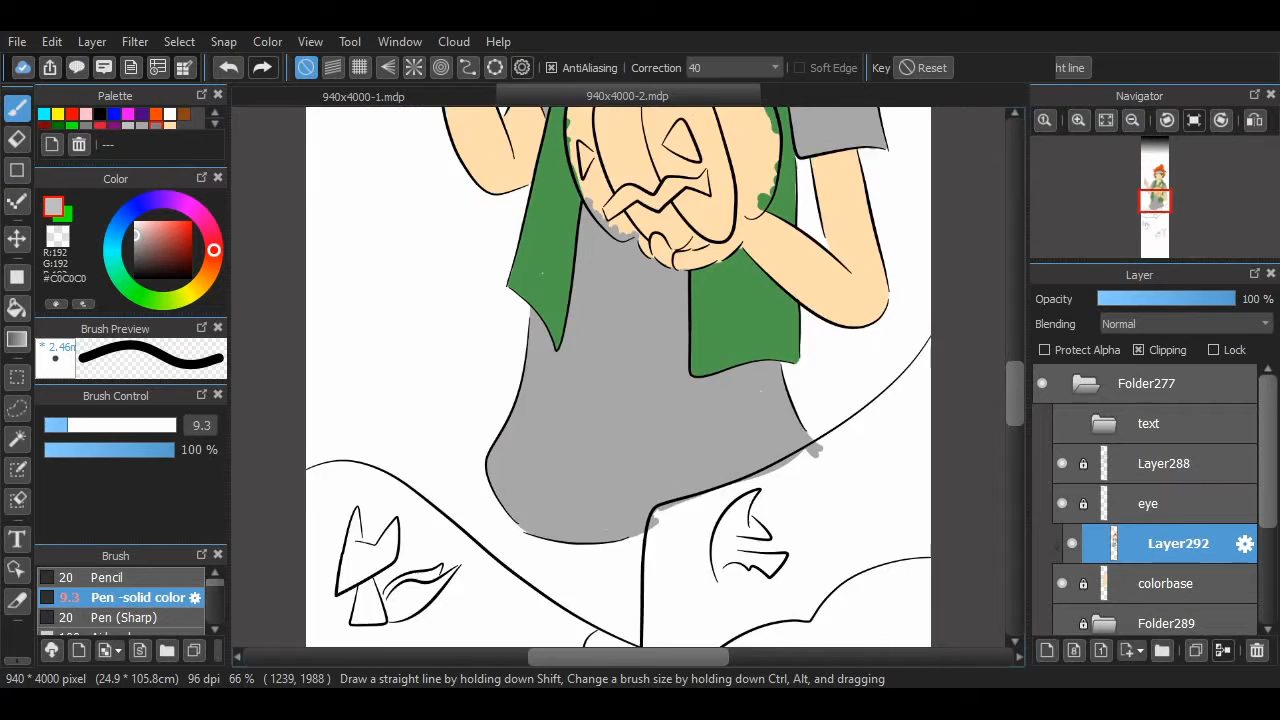 File Edit Layer Filter Select Snap Color View Tool Window Cloud Help
AntiAliasing Correction 40 Soft Edge Key Reset ht line
Palette
940x4000-1.mdp 940x4000-2.mdp
Navigator
---
Color
R:192
G:192
#C0C0C0
Brush Preview
* 2.46m
Brush Control
9.3
100 %
Brush
20 Pencil
9.3 Pen -solid color
20 Pen (Sharp)
Layer
Opacity 100 %
Blending Normal
Protect Alpha Clipping Lock
Folder277
text
Layer288
eye
Layer292
colorbase
Folder289
940 * 4000 pixel (24.9 * 105.8cm) 96 dpi 66 % ( 1239, 1988 ) Draw a straight line by holding down Shift, Change a brush size by holding down Ctrl, Alt, and dragging